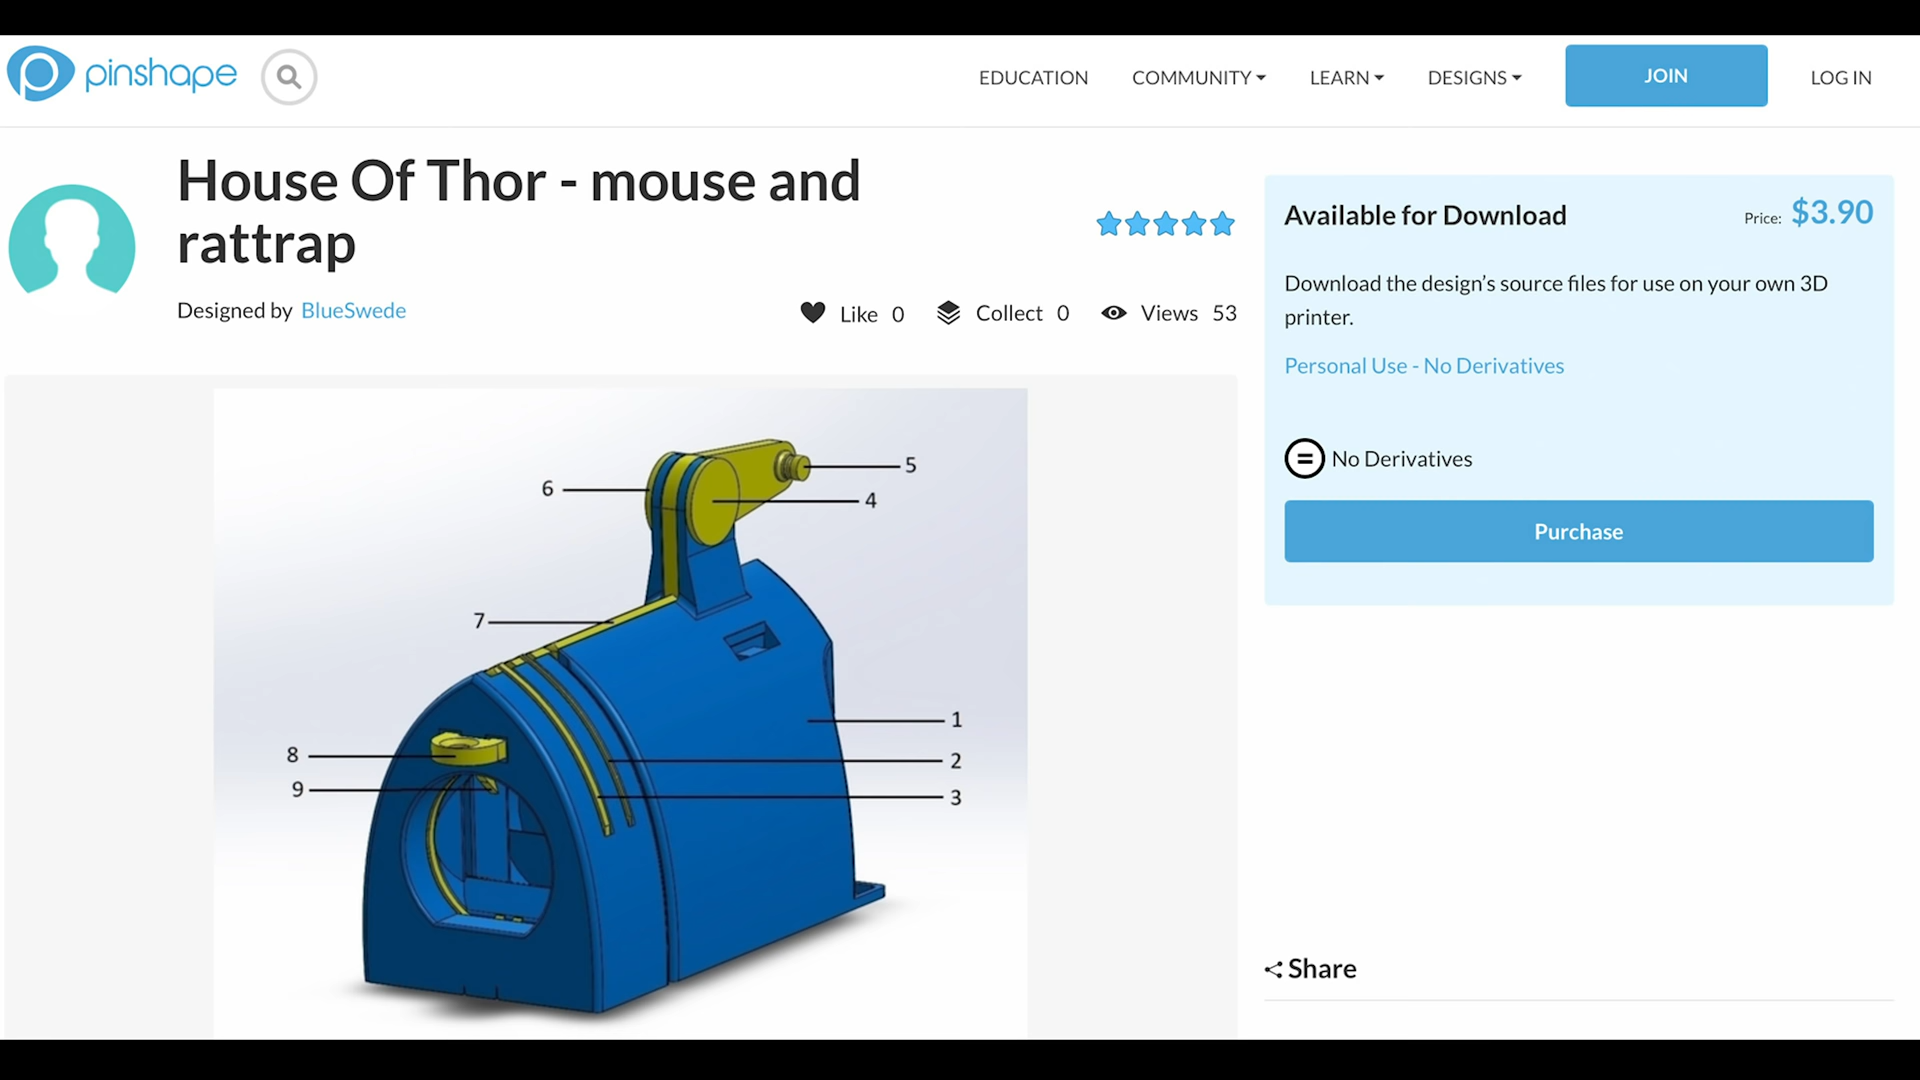 pinshape
EDUCATION COMMUNITY LEARN DESIGNS JOIN LOG IN
House Of Thor - mouse and
rattrap
Designed by BlueSwede
Like 0 Collect 0 Views 53
Available for Download Price: $3.90
Download the design’s source files for use on your own 3D
printer.
Personal Use - No Derivatives
= No Derivatives
Purchase
5
6
4
7
1
8
2
9
3
Share